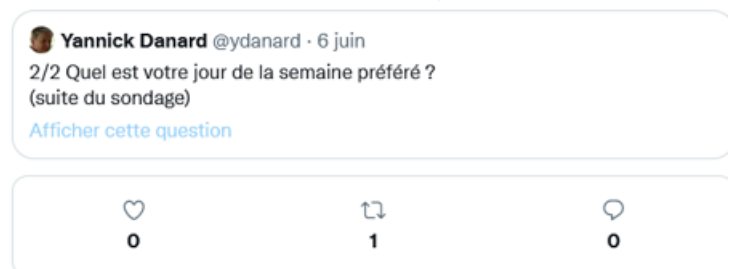 Yannick Danard @ydanard · 6 juin
2/2 Quel est votre jour de la semaine préféré ?
(suite du sondage)
Afficher cette question
0 1 0